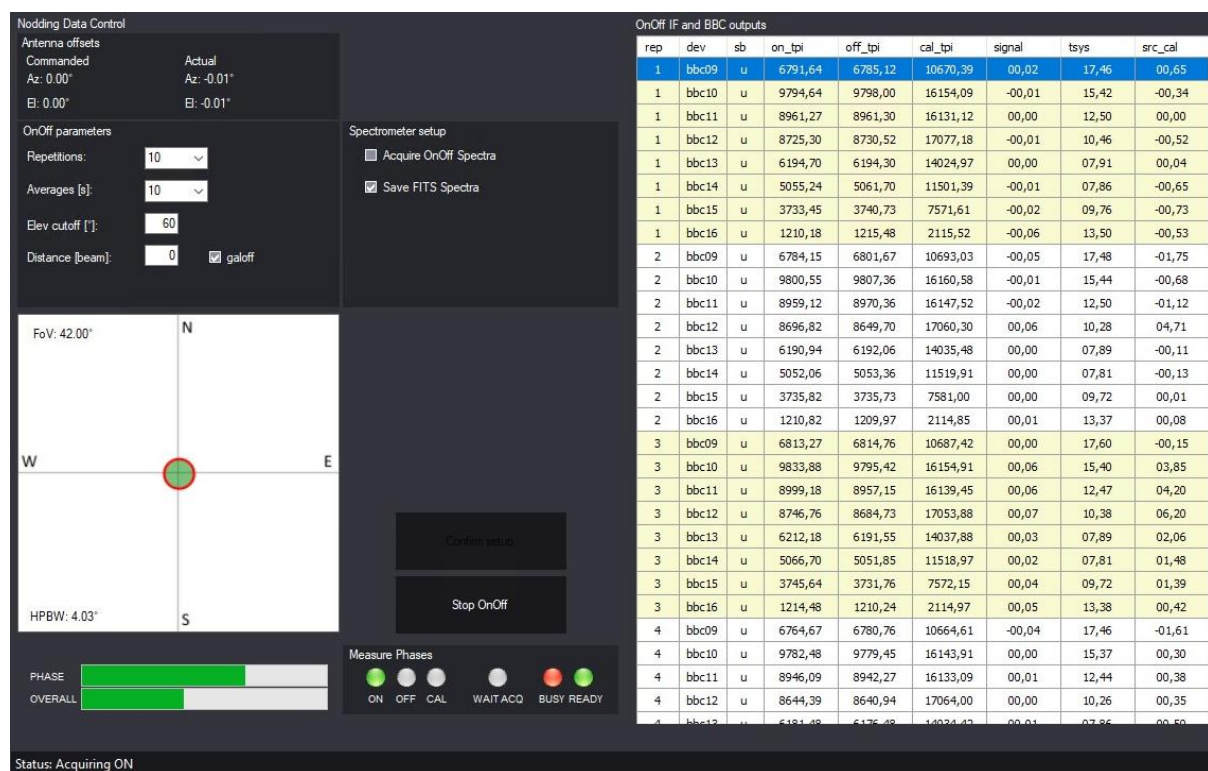 Nodding Data Control
Antenna offsets
Commanded Actual
Az: 0.00° Az: -0.01°
El: 0.00° El: -0.01°
OnOff parameters
Repetitions: 10
Averages [s]: 10
Elev cutoff [°]: 60
Distance [beam]: 0 galoff
Spectrometer setup
Acquire OnOff Spectra
Save FITS Spectra
FoV: 42.00°
N
W E
HPBW: 4.03°
S
Confirm setup
Stop OnOff
PHASE
OVERALL
Measure Phases
ON OFF CAL WAIT ACQ BUSY READY
OnOff IF and BBC outputs
rep dev sb on_tpi off_tpi cal_tpi signal tsys src_cal
1 bbc09 u 6791,64 6785,12 10670,39 00,02 17,46 00,65
1 bbc10 u 9794,64 9798,00 16154,09 -00,01 15,42 -00,34
1 bbc11 u 8961,27 8961,30 16131,12 00,00 12,50 00,00
1 bbc12 u 8725,30 8730,52 17077,18 -00,01 10,46 -00,52
1 bbc13 u 6194,70 6194,30 14024,97 00,00 07,91 00,04
1 bbc14 u 5055,24 5061,70 11501,39 -00,01 07,86 -00,65
1 bbc15 u 3733,45 3740,73 7571,61 -00,02 09,76 -00,73
1 bbc16 u 1210,18 1215,48 2115,52 -00,06 13,50 -00,53
2 bbc09 u 6784,15 6801,67 10693,03 -00,05 17,48 -01,75
2 bbc10 u 9800,55 9807,36 16160,58 -00,01 15,44 -00,68
2 bbc11 u 8959,12 8970,36 16147,52 -00,02 12,50 -01,12
2 bbc12 u 8696,82 8649,70 17060,30 00,06 10,28 04,71
2 bbc13 u 6190,94 6192,06 14035,48 00,00 07,89 -00,11
2 bbc14 u 5052,06 5053,36 11519,91 00,00 07,81 -00,13
2 bbc15 u 3735,82 3735,73 7581,00 00,00 09,72 00,01
2 bbc16 u 1210,82 1209,97 2114,85 00,01 13,37 00,08
3 bbc09 u 6813,27 6814,76 10687,42 00,00 17,60 -00,15
3 bbc10 u 9833,88 9795,42 16154,91 00,06 15,40 03,85
3 bbc11 u 8999,18 8957,15 16139,45 00,06 12,47 04,20
3 bbc12 u 8746,76 8684,73 17053,88 00,07 10,38 06,20
3 bbc13 u 6212,18 6191,55 14037,88 00,03 07,89 02,06
3 bbc14 u 5066,70 5051,85 11518,97 00,02 07,81 01,48
3 bbc15 u 3745,64 3731,76 7572,15 00,04 09,72 01,39
3 bbc16 u 1214,48 1210,24 2114,97 00,05 13,38 00,42
4 bbc09 u 6764,67 6780,76 10664,61 -00,04 17,46 -01,61
4 bbc10 u 9782,48 9779,45 16143,91 00,00 15,37 00,30
4 bbc11 u 8946,09 8942,27 16133,09 00,01 12,44 00,38
4 bbc12 u 8644,39 8640,94 17064,00 00,00 10,26 00,35
Status: Acquiring ON